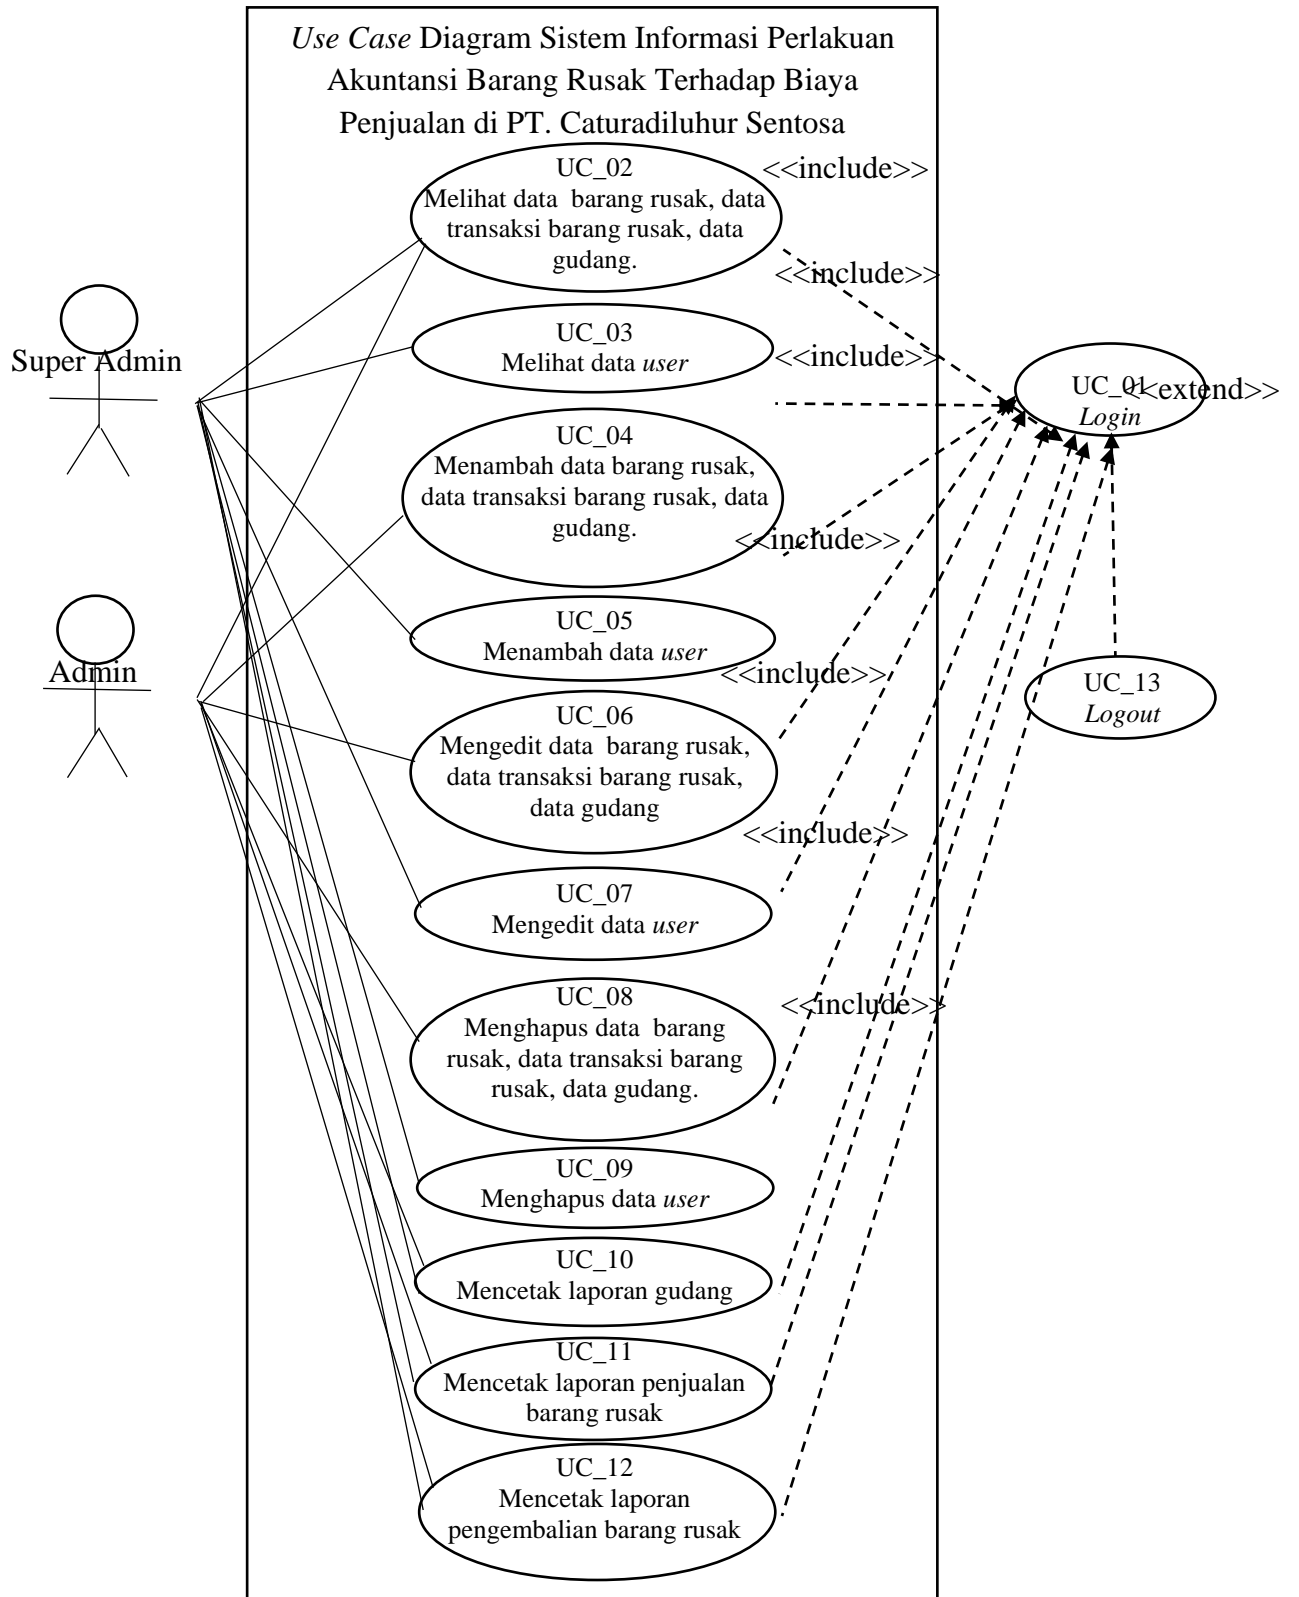 Use Case Diagram Sistem Informasi Perlakuan
Akuntansi Barang Rusak Terhadap Biaya
Penjualan di PT. Caturadiluhur Sentosa
UC_02
Melihat data  barang rusak, data
transaksi barang rusak, data
gudang.
<<include>>
<<include>>
UC_03
Melihat data user
<<include>>
Super Admin
UC_01
Login
<<extend>>
UC_04
Menambah data barang rusak,
data transaksi barang rusak, data
gudang.
<<include>>
UC_05
Menambah data user
<<include>>
Admin
UC_13
Logout
UC_06
Mengedit data  barang rusak,
data transaksi barang rusak,
data gudang
<<include>>
UC_07
Mengedit data user
UC_08
Menghapus data  barang
rusak, data transaksi barang
rusak, data gudang.
<<include>>
UC_09
Menghapus data user
UC_10
Mencetak laporan gudang
UC_11
Mencetak laporan penjualan
barang rusak
UC_12
Mencetak laporan
pengembalian barang rusak